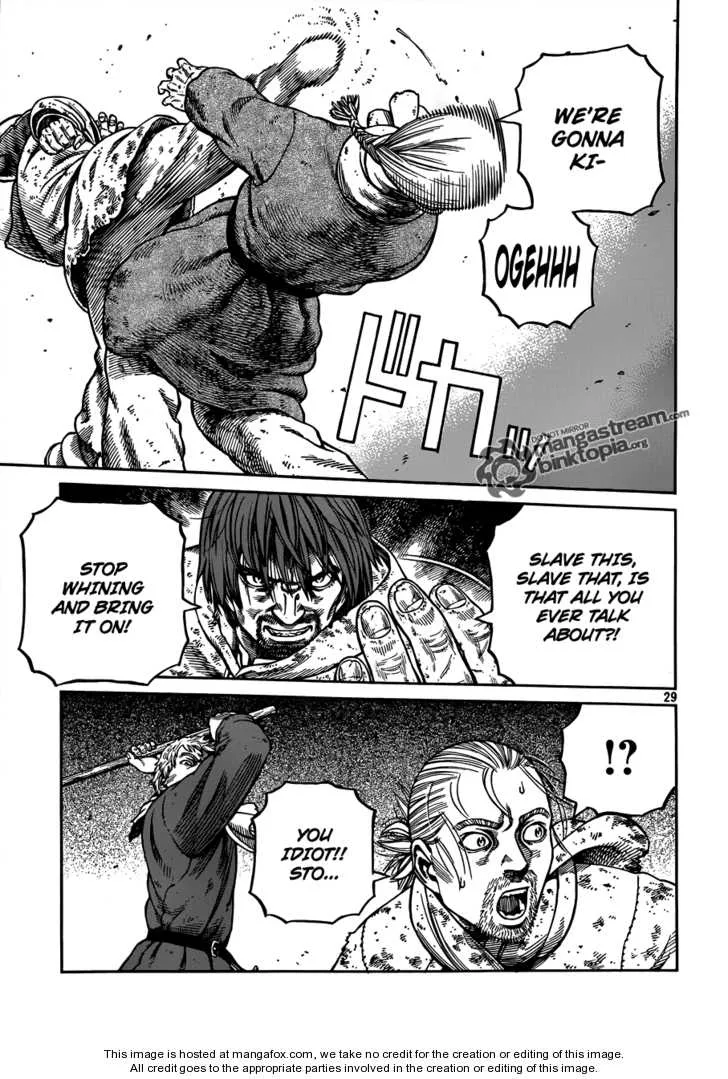 WE'RE
GONNA
KI-
OGEHHH
ドカッ
DO NOT MIRROR
mangastream.com
binktopia.org
SLAVE THIS,
SLAVE THAT, IS
THAT ALL YOU
EVER TALK
ABOUT?!
STOP
WHINING
AND BRING
IT ON!
29
!?
YOU
IDIOT!!
STO...
This image is hosted at mangafox.com, we take no credit for the creation or editing of this image.
All credit goes to the appropriate parties involved in the creation or editing of this image.